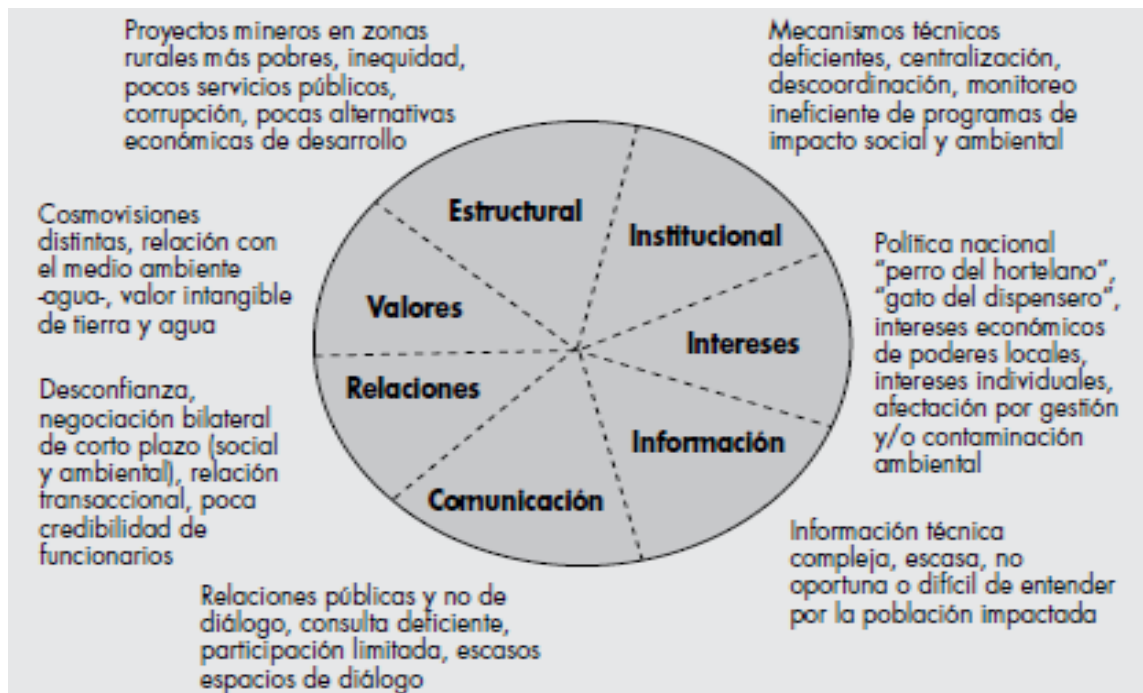 Proyectos mineros en zonas
rurales más pobres, inequidad,
pocos servicios públicos,
corrupción, pocas alternativas
económicas de desarrollo
Mecanismos técnicos
deficientes, centralización,
descoordinación, monitoreo
ineficiente de programas de
impacto social y ambiental
Estructural
Institucional
Cosmovisiones
distintas, relación con
el medio ambiente
-agua-, valor intangible
de tierra y agua
Valores
Intereses
Política nacional
“perro del hortelano”,
“gato del dispensero”,
intereses económicos
de poderes locales,
intereses individuales,
afectación por gestión
y/o contaminación
ambiental
Relaciones
Desconfianza,
negociación bilateral
de corto plazo (social
y ambiental), relación
transaccional, poca
credibilidad de
funcionarios
Información
Comunicación
Información técnica
compleja, escasa, no
oportuna o difícil de entender
por la población impactada
Relaciones públicas y no de
diálogo, consulta deficiente,
participación limitada, escasos
espacios de diálogo